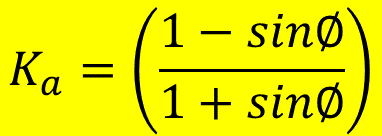 Kₐ = ((1 − sin∅) / (1 + sin∅))